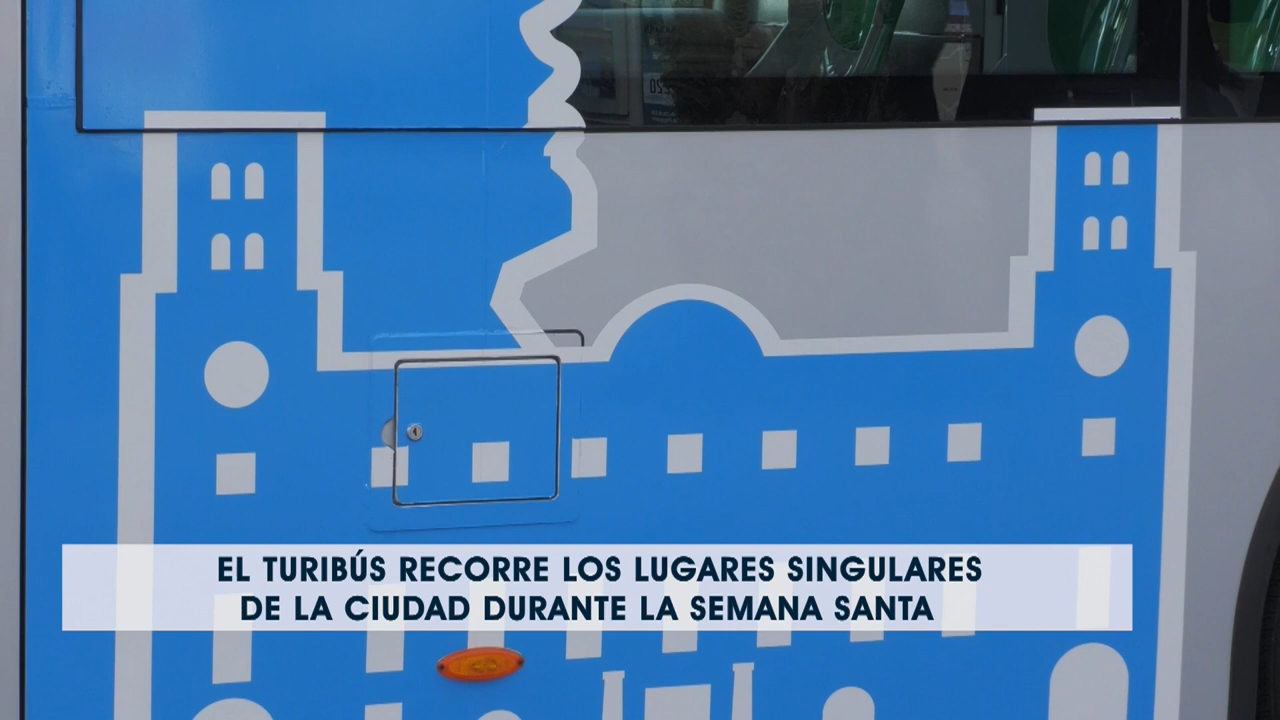 EL TURIBÚS RECORRE LOS LUGARES SINGULARES
DE LA CIUDAD DURANTE LA SEMANA SANTA